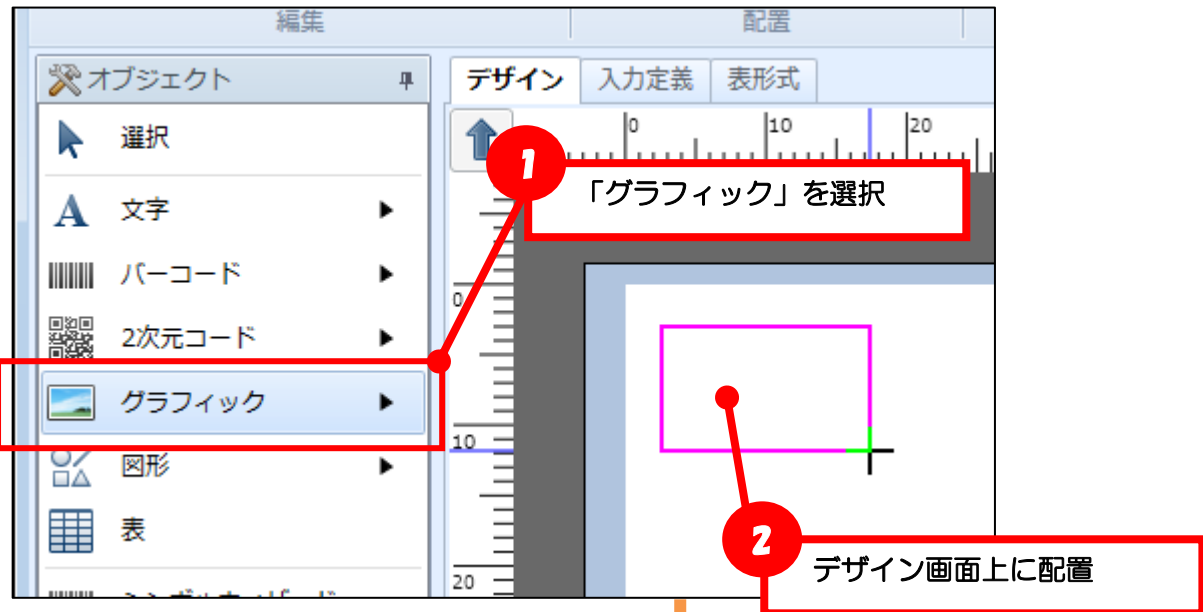 編集
配置
オブジェクト
デザイン
入力定義
表形式
選択
0
10
20
1
「グラフィック」を選択
文字
バーコード
0
2次元コード
グラフィック
10
図形
2
表
デザイン画面上に配置
20